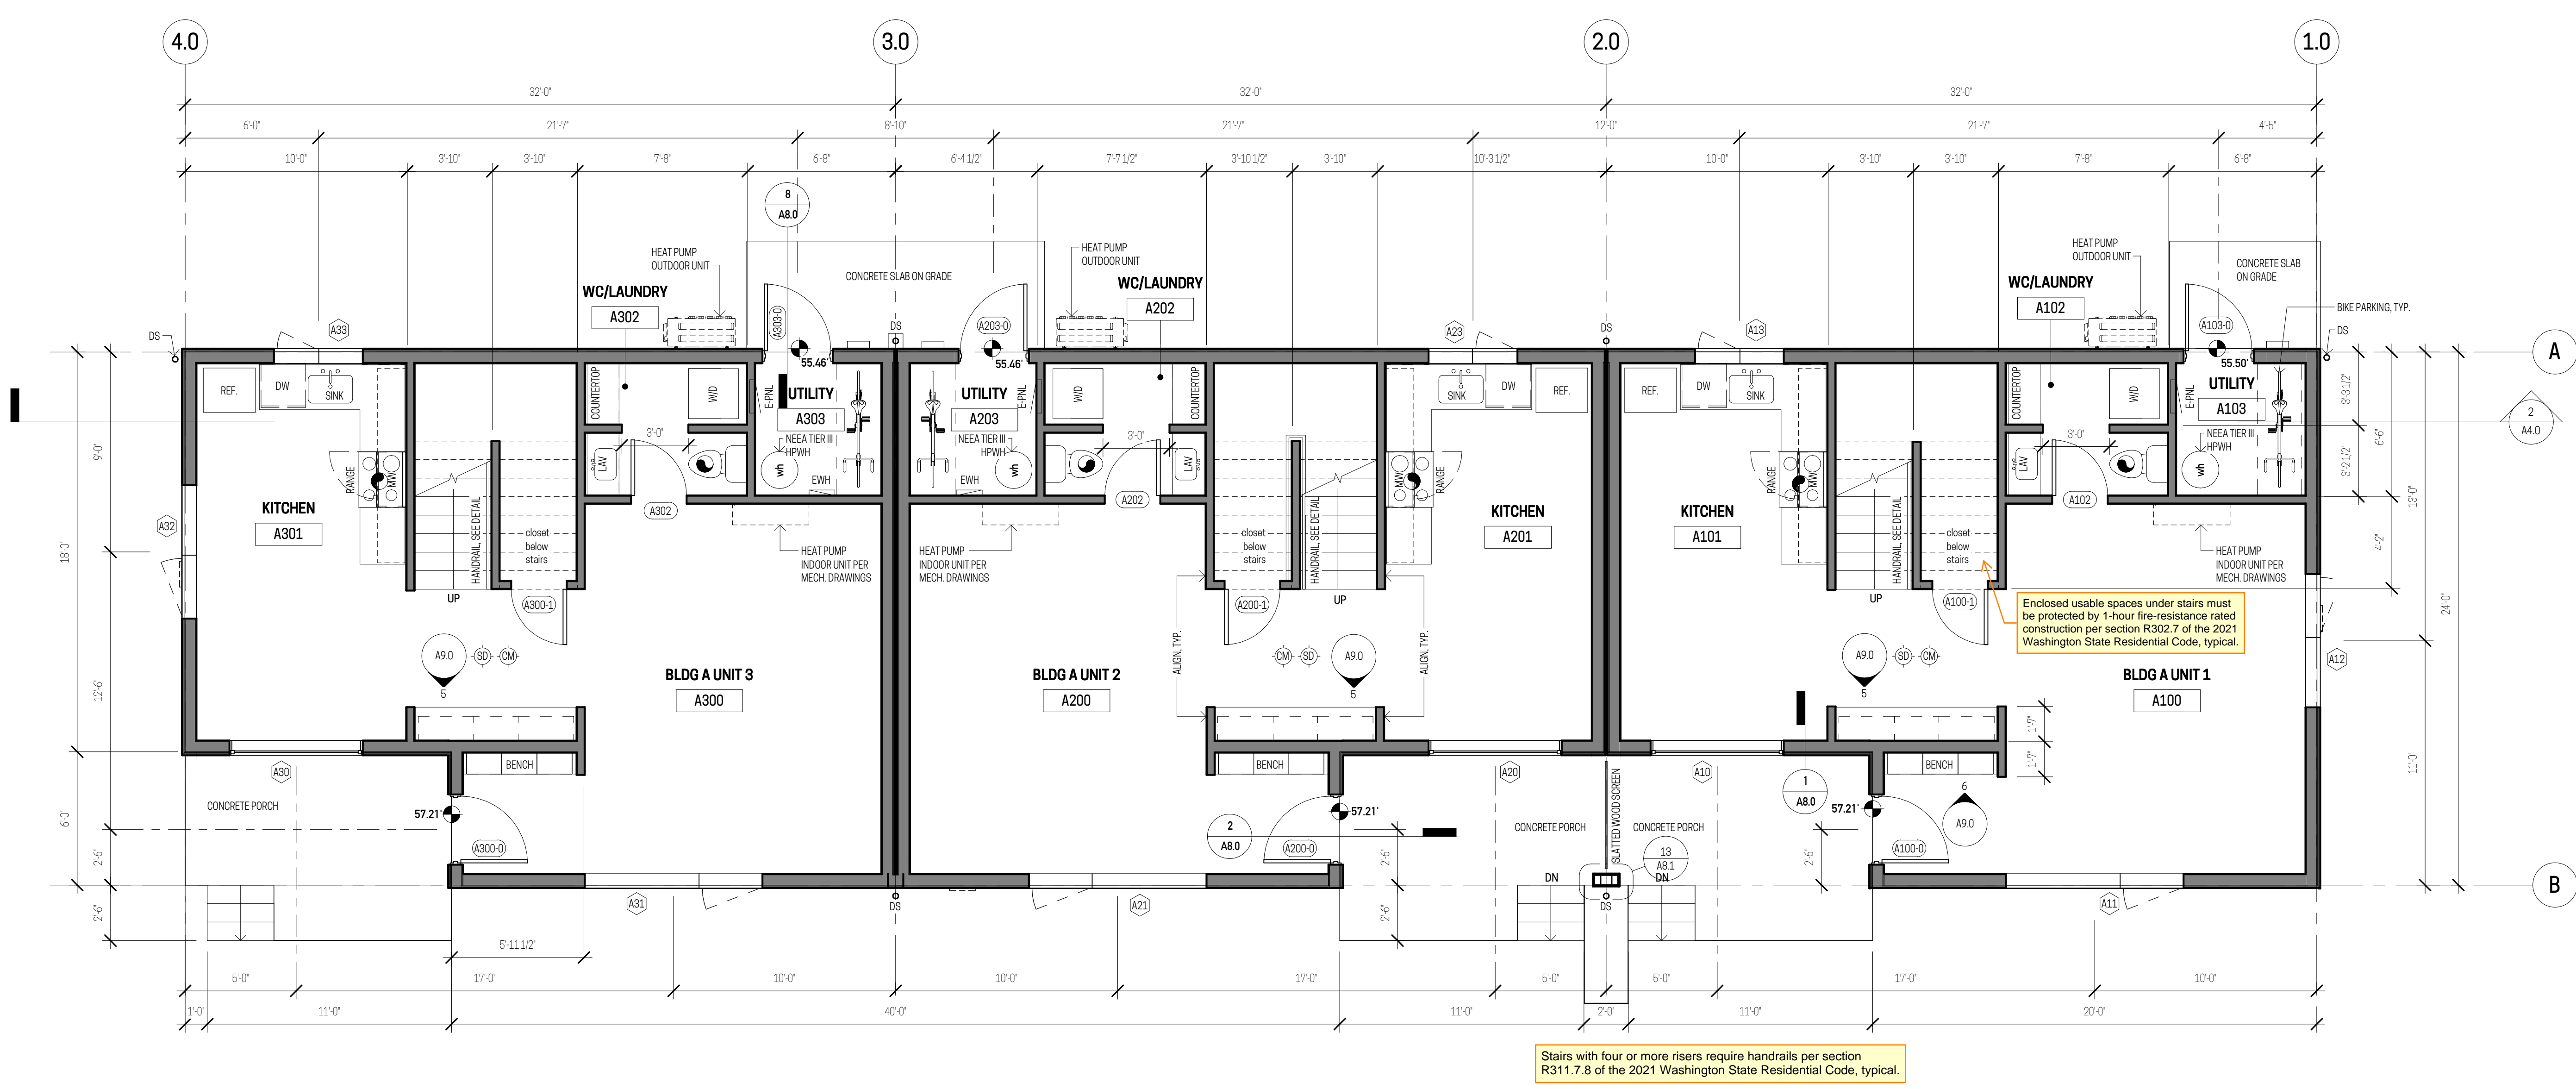 4.0
3.0
2.0
1.0
32'-0"
32'-0"
32'-0"
6'-0"
21'-7"
8'-10"
21'-7"
12'-0"
21'-7"
4'-5"
10'-0"
3'-10"
3'-10"
7'-8"
6'-8"
6'-4 1/2"
7'-7 1/2"
3'-10 1/2"
3'-10"
10'-3 1/2"
10'-0"
3'-10"
3'-10"
7'-8"
6'-8"
8
A8.0
HEAT PUMP
OUTDOOR UNIT
CONCRETE SLAB ON GRADE
HEAT PUMP
OUTDOOR UNIT
HEAT PUMP
OUTDOOR UNIT
CONCRETE SLAB
ON GRADE
WC/LAUNDRY
A302
WC/LAUNDRY
A202
WC/LAUNDRY
A102
BIKE PARKING, TYP.
DS
A33
A303-0
DS
A203-0
A23
DS
A13
A103-0
DS
A
55.46'
55.46'
55.50'
REF.
DW
SINK
COUNTERTOP
W/D
E-PNL
UTILITY
A303
UTILITY
A203
E-PNL
W/D
COUNTERTOP
SINK
DW
REF.
REF.
DW
SINK
COUNTERTOP
W/D
E-PNL
UTILITY
A103
3'-3 1/2"
2
A4.0
9'-0"
3'-0"
NEEA TIER III
HPWH
NEEA TIER III
HPWH
3'-0"
3'-0"
NEEA TIER III
HPWH
6'-6"
3'-2 1/2"
RANGE
MW
LAV
wh
EWH
EWH
wh
LAV
MW
RANGE
RANGE
MW
LAV
wh
13'-0"
KITCHEN
A301
A32
A302
A202
KITCHEN
A201
KITCHEN
A101
A102
18'-0"
HANDRAIL, SEE DETAIL
closet
below
stairs
HEAT PUMP
INDOOR UNIT PER
MECH. DRAWINGS
HEAT PUMP
INDOOR UNIT PER
MECH. DRAWINGS
closet
below
stairs
HANDRAIL, SEE DETAIL
HANDRAIL, SEE DETAIL
closet
below
stairs
HEAT PUMP
INDOOR UNIT PER
MECH. DRAWINGS
4'-2"
UP
A300-1
A200-1
UP
UP
A100-1
24'-0"
Enclosed usable spaces under stairs must
be protected by 1-hour fire-resistance rated
construction per section R302.7 of the 2021
Washington State Residential Code, typical.
A9.0
5
SD
CM
ALIGN, TYP.
CM
SD
A9.0
5
ALIGN, TYP.
A9.0
5
SD
CM
A12
12'-6"
BLDG A UNIT 3
A300
BLDG A UNIT 2
A200
BLDG A UNIT 1
A100
1'-7"
1'-7"
11'-0"
A30
BENCH
BENCH
A20
SLATTED WOOD SCREEN
A10
1
A8.0
BENCH
6
A9.0
CONCRETE PORCH
57.21'
57.21'
57.21'
6'-0"
2'-6"
A300-0
2
A8.0
A200-0
2'-6"
CONCRETE PORCH
CONCRETE PORCH
13
A8.1
2'-6"
A100-0
DN
DN
B
2'-6"
A31
DS
A21
2'-6"
DS
A11
5'-11 1/2"
5'-0"
17'-0"
10'-0"
10'-0"
17'-0"
5'-0"
5'-0"
17'-0"
10'-0"
1'-0"
11'-0"
40'-0"
11'-0"
2'-0"
11'-0"
20'-0"
Stairs with four or more risers require handrails per section
R311.7.8 of the 2021 Washington State Residential Code, typical.